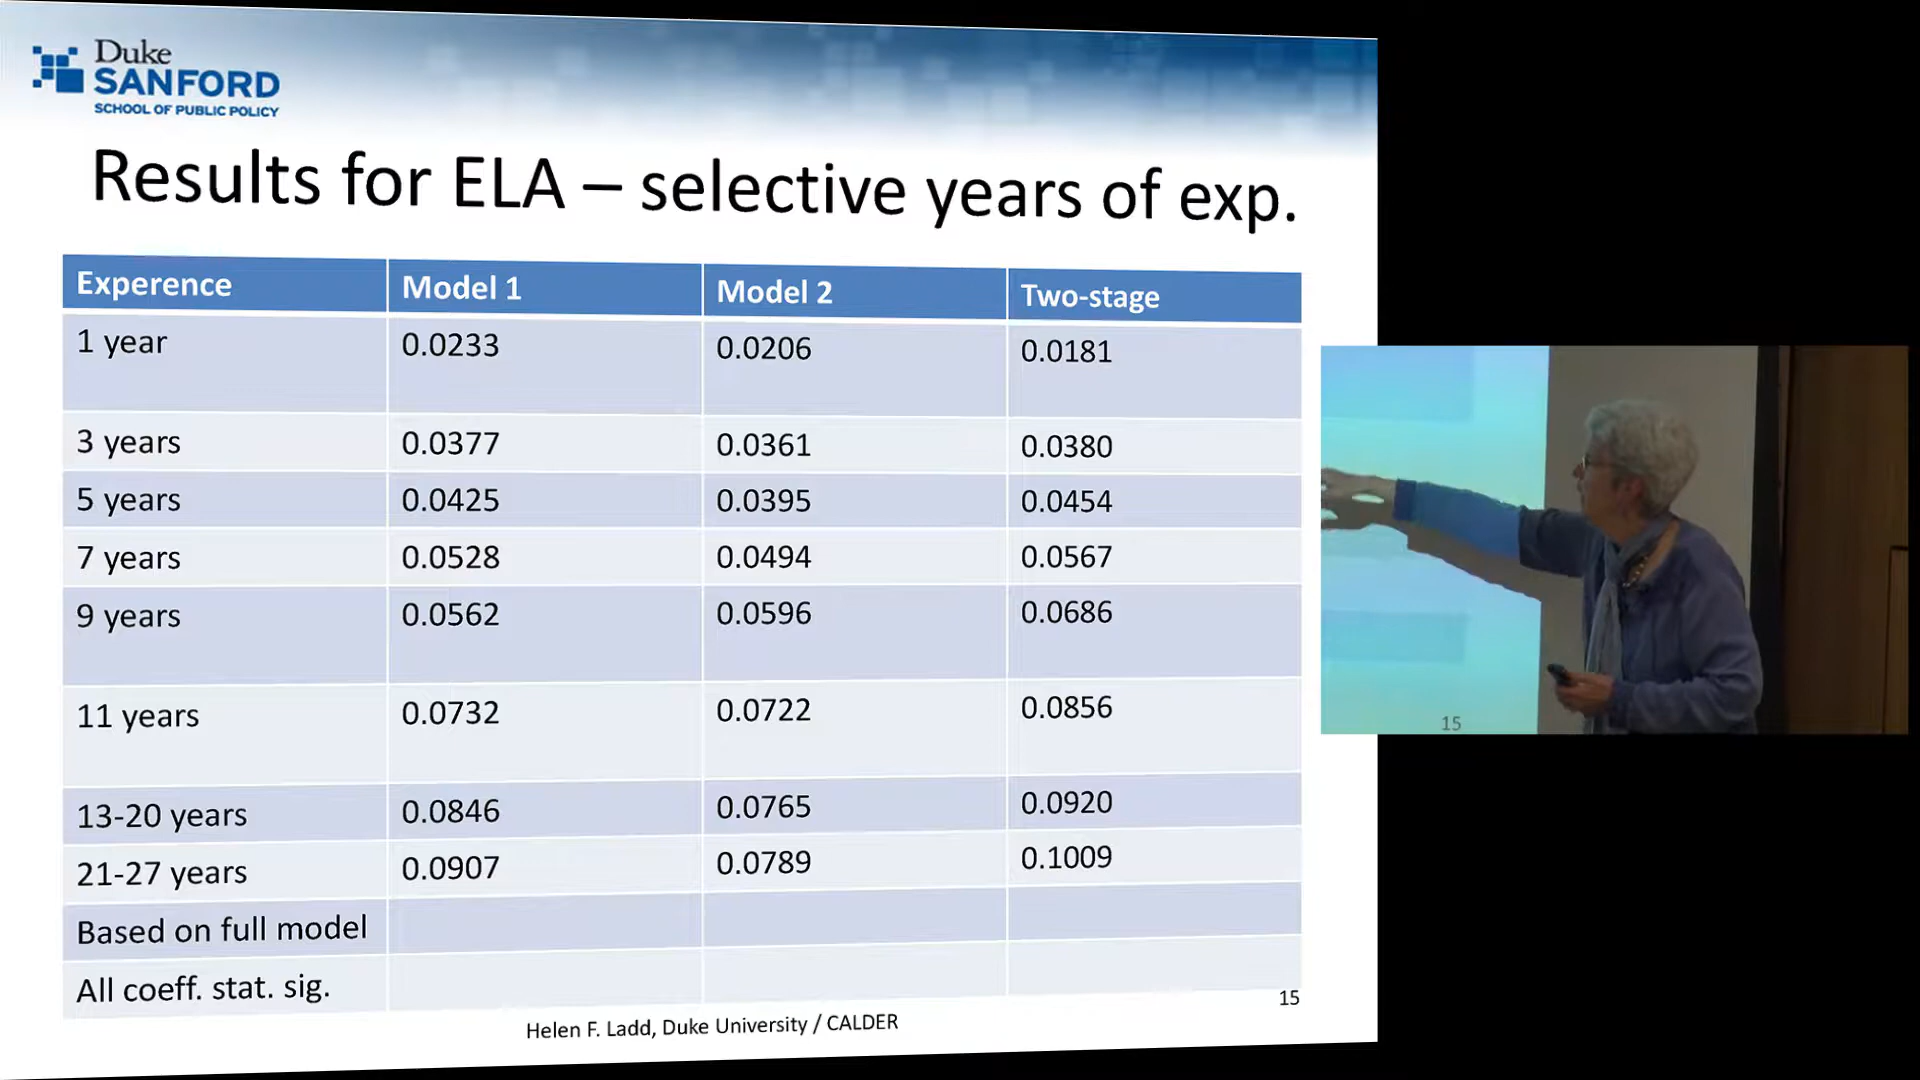 Duke
SANFORD
SCHOOL OF PUBLIC POLICY
Results for ELA – selective years of exp.
Experence Model 1 Model 2 Two-stage
1 year 0.0233 0.0206 0.0181
3 years 0.0377 0.0361 0.0380
5 years 0.0425 0.0395 0.0454
7 years 0.0528 0.0494 0.0567
9 years 0.0562 0.0596 0.0686
11 years 0.0732 0.0722 0.0856
13-20 years 0.0846 0.0765 0.0920
21-27 years 0.0907 0.0789 0.1009
Based on full model
All coeff. stat. sig.
15
Helen F. Ladd, Duke University / CALDER
15